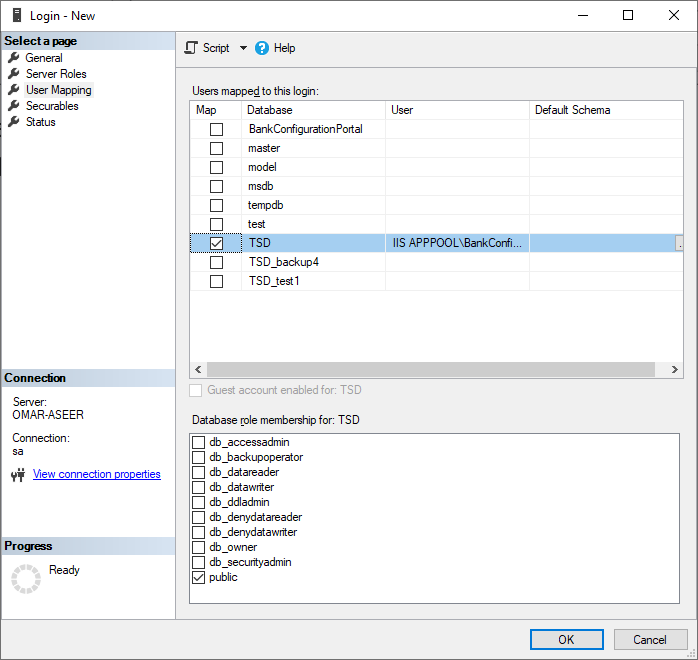 Login - New
Select a page
General
Server Roles
User Mapping
Securables
Status
Script Help
Users mapped to this login:
Map Database User Default Schema
BankConfigurationPortal
master
model
msdb
tempdb
test
TSD IIS APPPOOL\BankConfi... .
TSD_backup4
TSD_test1
Guest account enabled for: TSD
Connection
Server:
OMAR-ASEER
Connection:
sa
View connection properties
Database role membership for: TSD
db_accessadmin
db_backupoperator
db_datareader
db_datawriter
db_ddladmin
db_denydatareader
db_denydatawriter
db_owner
db_securityadmin
public
Progress
Ready
OK Cancel